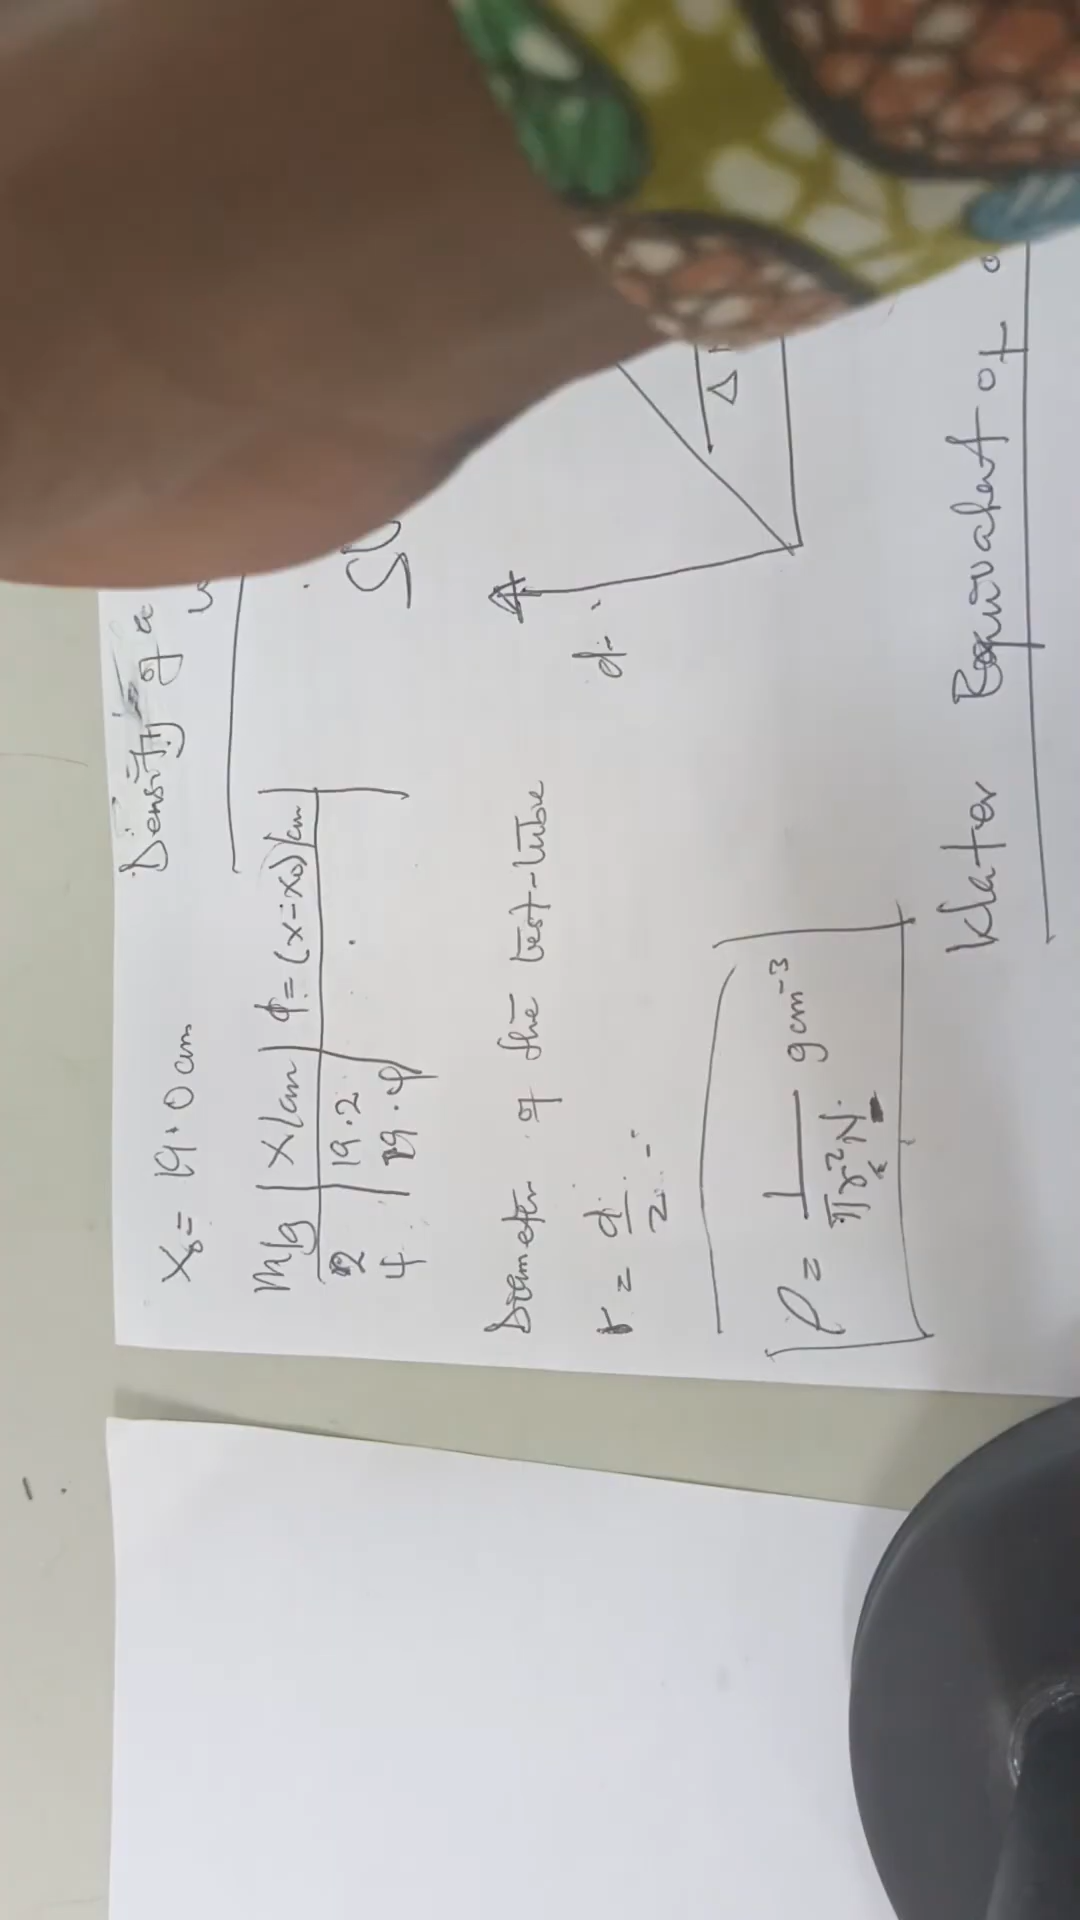 Density of a
X₀ = 19.0 cm
M/g | X/cm | ϕ = (x-x₀)/cm
2 | 19.2
4 | 19.4
Diameter of the test-tube
r = d/2
d
Δ
ρ = 1/πr²N gcm⁻³
Water Equivalent of